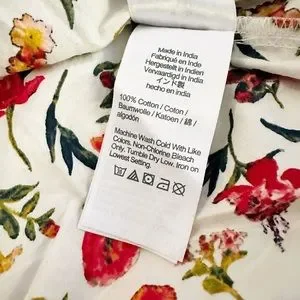 Made in India
Fabriqué en Inde
Hergestellt in Indien
Vervaardigd in India
インド製
hecho en india
100% Cotton / Coton /
Baumwolle / Katoen / 綿 /
algodón
Machine Wash Cold With Like
Colors. Non-Chlorine Bleach
Only. Tumble Dry Low. Iron on
Lowest Setting.